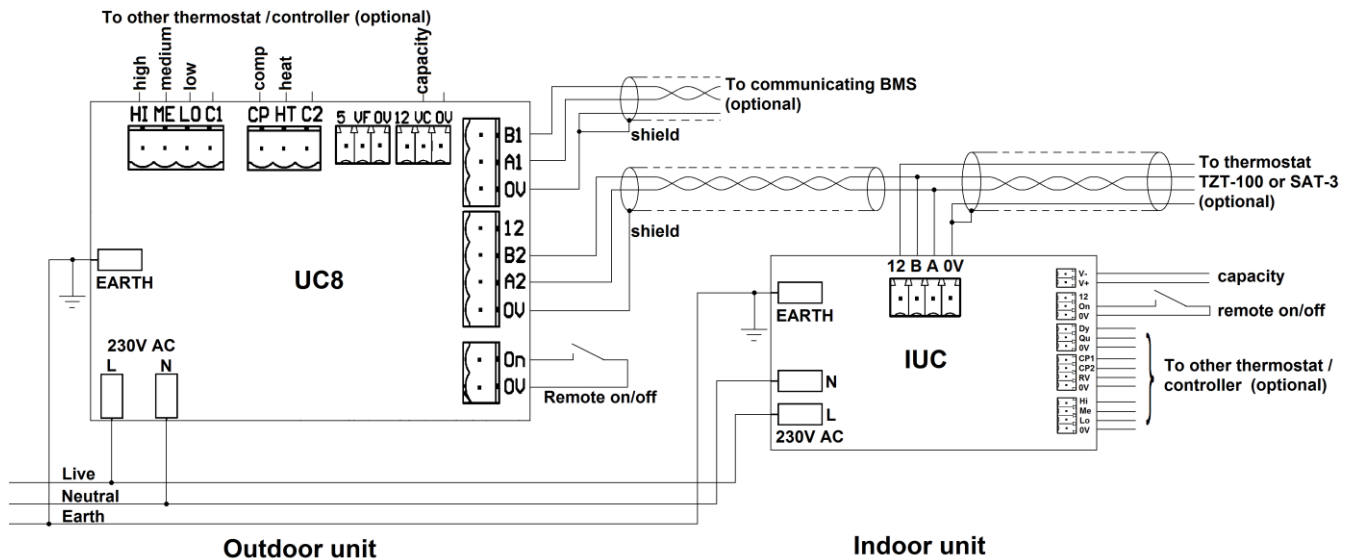 To other thermostat /controller (optional)
high
medium
low
comp
heat
capacity
HI ME LO C1
CP HT C2
5 VF 0V
12 VC 0V
B1
A1
0V
To communicating BMS
(optional)
shield
12
B2
A2
0V
shield
To thermostat
TZT-100 or SAT-3
(optional)
EARTH
UC8
230V AC
L
N
On
0V
Remote on/off
12 B A 0V
EARTH
IUC
N
L
230V AC
V-
V+
capacity
12
On
0V
remote on/off
Dy
Qu
0V
CP1
CP2
RV
0V
Hi
Me
Lo
0V
To other thermostat /
controller (optional)
Live
Neutral
Earth
Outdoor unit
Indoor unit